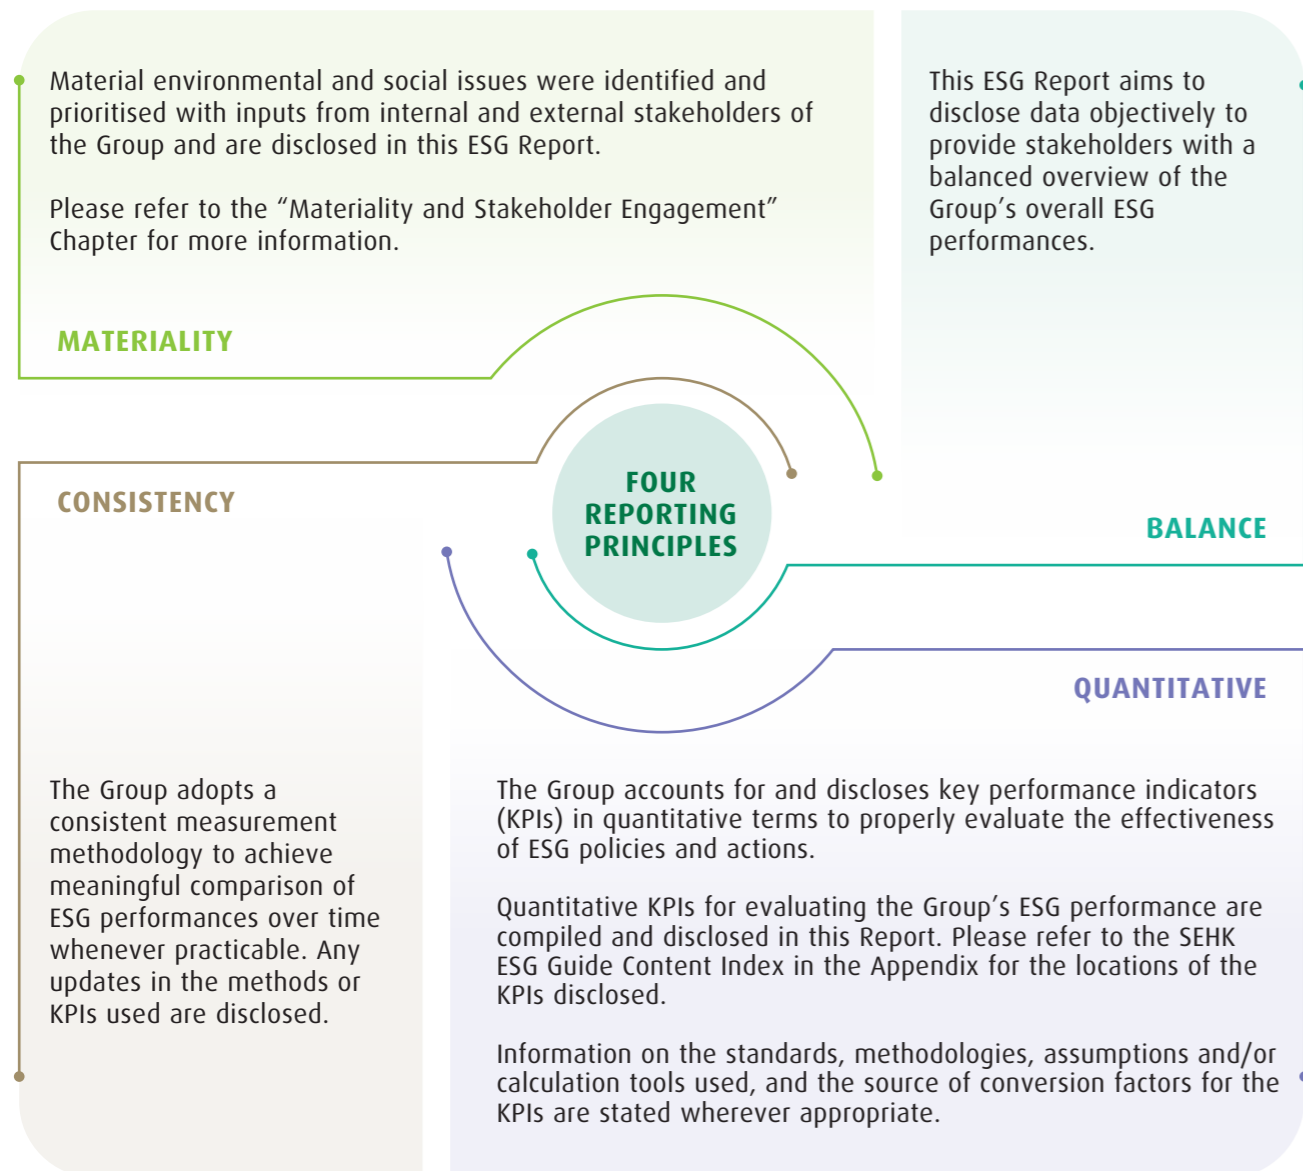 Material environmental and social issues were identified and
prioritised with inputs from internal and external stakeholders of
the Group and are disclosed in this ESG Report.
Please refer to the “Materiality and Stakeholder Engagement”
Chapter for more information.
MATERIALITY
This ESG Report aims to
disclose data objectively to
provide stakeholders with a
balanced overview of the
Group’s overall ESG
performances.
BALANCE
FOUR
REPORTING
PRINCIPLES
CONSISTENCY
The Group adopts a
consistent measurement
methodology to achieve
meaningful comparison of
ESG performances over time
whenever practicable. Any
updates in the methods or
KPIs used are disclosed.
QUANTITATIVE
The Group accounts for and discloses key performance indicators
(KPIs) in quantitative terms to properly evaluate the effectiveness
of ESG policies and actions.
Quantitative KPIs for evaluating the Group’s ESG performance are
compiled and disclosed in this Report. Please refer to the SEHK
ESG Guide Content Index in the Appendix for the locations of the
KPIs disclosed.
Information on the standards, methodologies, assumptions and/or
calculation tools used, and the source of conversion factors for the
KPIs are stated wherever appropriate.